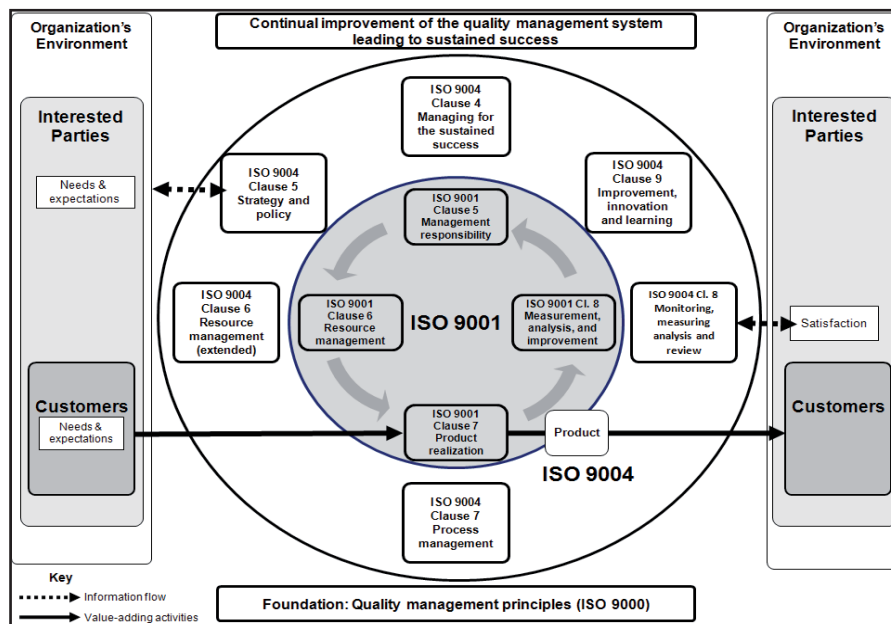 Organization's
Environment
Continual improvement of the quality management system
leading to sustained success
Organization's
Environment
Interested
Parties
Needs &
expectations
Customers
Needs &
expectations
ISO 9004
Clause 4
Managing for
the sustained
success
ISO 9004
Clause 5
Strategy and
policy
ISO 9004
Clause 9
Improvement,
innovation
and learning
ISO 9001
Clause 5
Management
responsibility
ISO 9004
Clause 6
Resource
management
(extended)
ISO 9001
Clause 6
Resource
management
ISO 9001
ISO 9001 Cl. 8
Measurement,
analysis, and
improvement
ISO 9004 Cl. 8
Monitoring,
measuring
analysis and
review
ISO 9001
Clause 7
Product
realization
Product
ISO 9004
ISO 9004
Clause 7
Process
management
Interested
Parties
Satisfaction
Customers
Key
Information flow
Value-adding activities
Foundation: Quality management principles (ISO 9000)